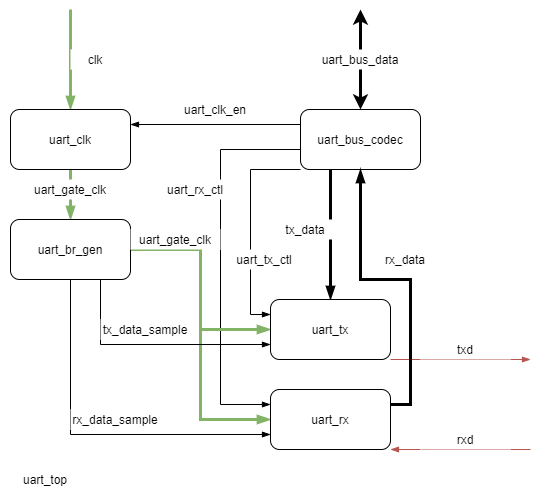 clk
uart_bus_data
uart_clk_en
uart_clk
uart_bus_codec
uart_gate_clk
uart_rx_ctl
tx_data
uart_gate_clk
uart_br_gen
uart_tx_ctl
rx_data
tx_data_sample
uart_tx
txd
rx_data_sample
uart_rx
rxd
uart_top